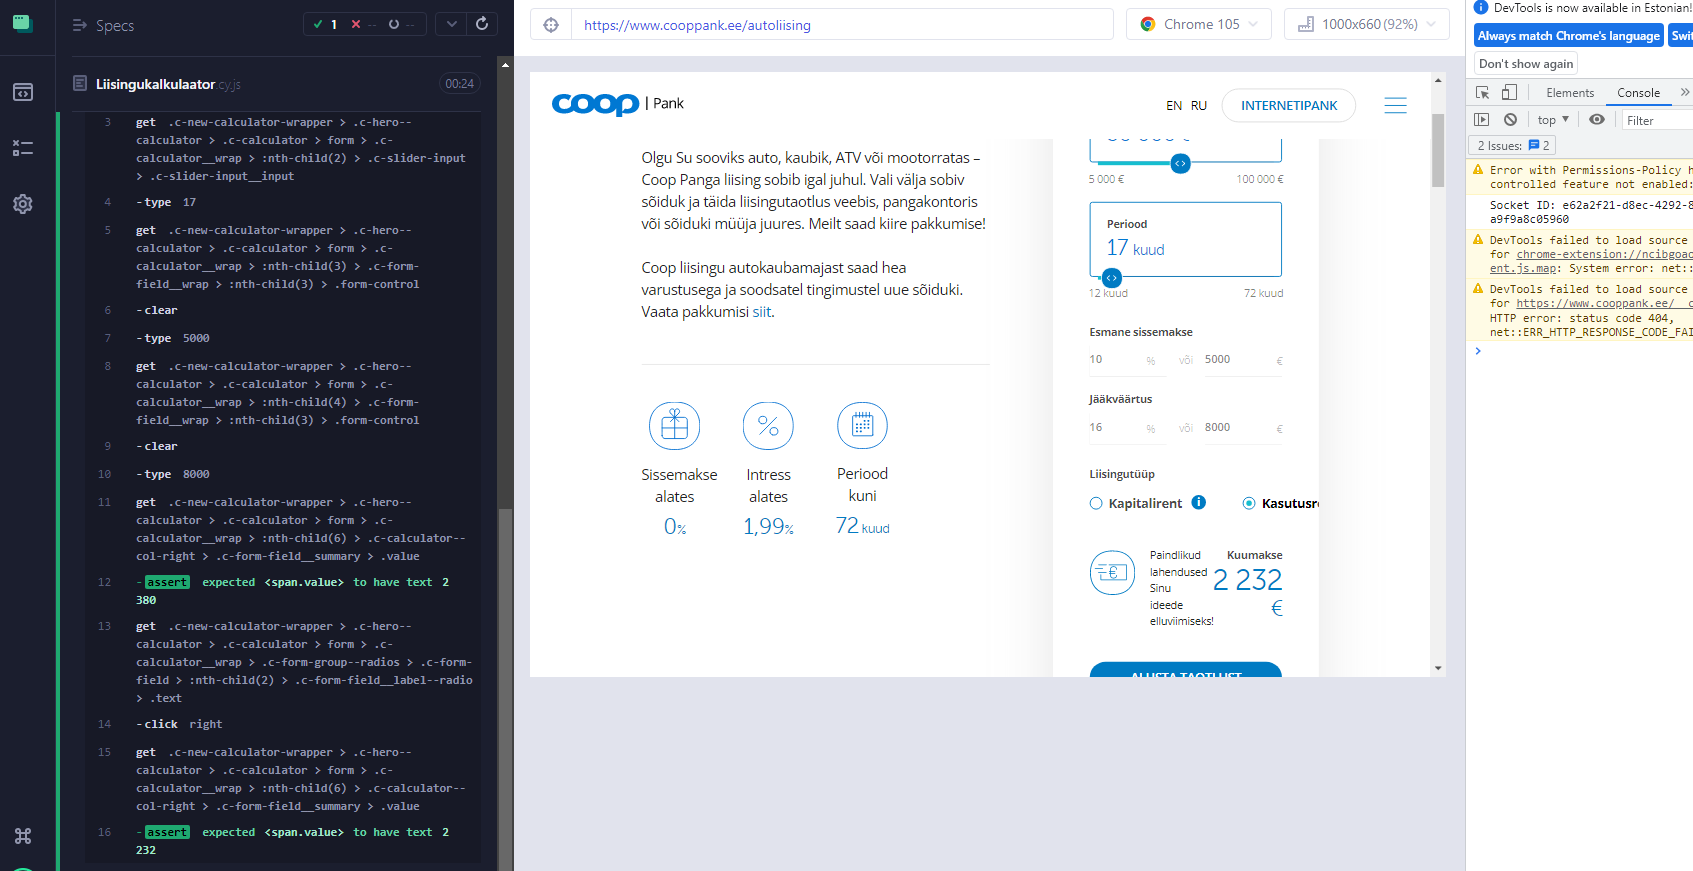 Specs
1
--
--
Liisingukalkulaator.cy.js
00:24
3 get .c-new-calculator-wrapper > .c-hero--
calculator > .c-calculator > form > .c-
calculator__wrap > :nth-child(2) > .c-slider-input
> .c-slider-input__input
4 -type 17
5 get .c-new-calculator-wrapper > .c-hero--
calculator > .c-calculator > form > .c-
calculator__wrap > :nth-child(3) > .c-form-
field__wrap > :nth-child(3) > .form-control
6 -clear
7 -type 5000
8 get .c-new-calculator-wrapper > .c-hero--
calculator > .c-calculator > form > .c-
calculator__wrap > :nth-child(4) > .c-form-
field__wrap > :nth-child(3) > .form-control
9 -clear
10 -type 8000
11 get .c-new-calculator-wrapper > .c-hero--
calculator > .c-calculator > form > .c-
calculator__wrap > :nth-child(6) > .c-calculator--
col-right > .c-form-field__summary > .value
12 -assert expected <span.value> to have text 2
380
13 get .c-new-calculator-wrapper > .c-hero--
calculator > .c-calculator > form > .c-
calculator__wrap > .c-form-group--radios > .c-form-
field > :nth-child(2) > .c-form-field__label--radio
> .text
14 -click right
15 get .c-new-calculator-wrapper > .c-hero--
calculator > .c-calculator > form > .c-
calculator__wrap > :nth-child(6) > .c-calculator--
col-right > .c-form-field__summary > .value
16 -assert expected <span.value> to have text 2
232
https://www.cooppank.ee/autoliising
Chrome 105
1000x660 (92%)
coop | Pank
EN RU INTERNETIPANK
Olgu Su sooviks auto, kaubik, ATV või mootorratas –
Coop Panga liising sobib igal juhul. Vali välja sobiv
sõiduk ja täida liisingutaotlus veebis, pangakontoris
või sõiduki müüja juures. Meilt saad kiire pakkumise!
Coop liisingu autokaubamajast saad hea
varustusega ja soodsatel tingimustel uue sõiduki.
Vaata pakkumisi siit.
Sissemakse
alates
0%
Intress
alates
1,99%
Periood
kuni
72 kuud
5 000 € 100 000 €
Periood
17 kuud
12 kuud 72 kuud
Esmane sissemakse
10 % või 5000 €
Jääkväärtus
16 % või 8000 €
Liisingutüüp
Kapitalirent i Kasutusre
Paindlikud
lahendused
Sinu
ideede
elluviimiseks!
Kuumakse
2 232
€
ALUSTA TAOTLUST
DevTools is now available in Estonian!
Always match Chrome's language Swit
Don't show again
Elements Console »
top ▼ Filter
2 Issues: 2
Error with Permissions-Policy h
controlled feature not enabled:
Socket ID: e62a2f21-d8ec-4292-8
a9f9a8c05960
DevTools failed to load source
for chrome-extension://ncibgoao
ent.js.map: System error: net::
DevTools failed to load source
for https://www.cooppank.ee/__c
HTTP error: status code 404,
net::ERR_HTTP_RESPONSE_CODE_FAI